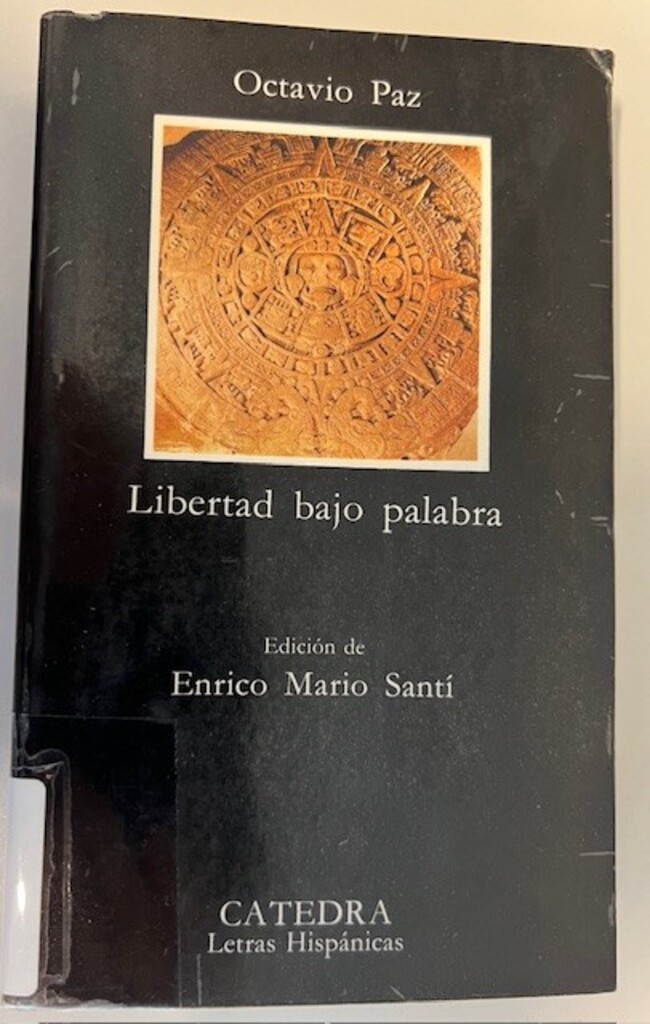 Octavio Paz
Libertad bajo palabra
Edición de
Enrico Mario Santí
CATEDRA
Letras Hispánicas